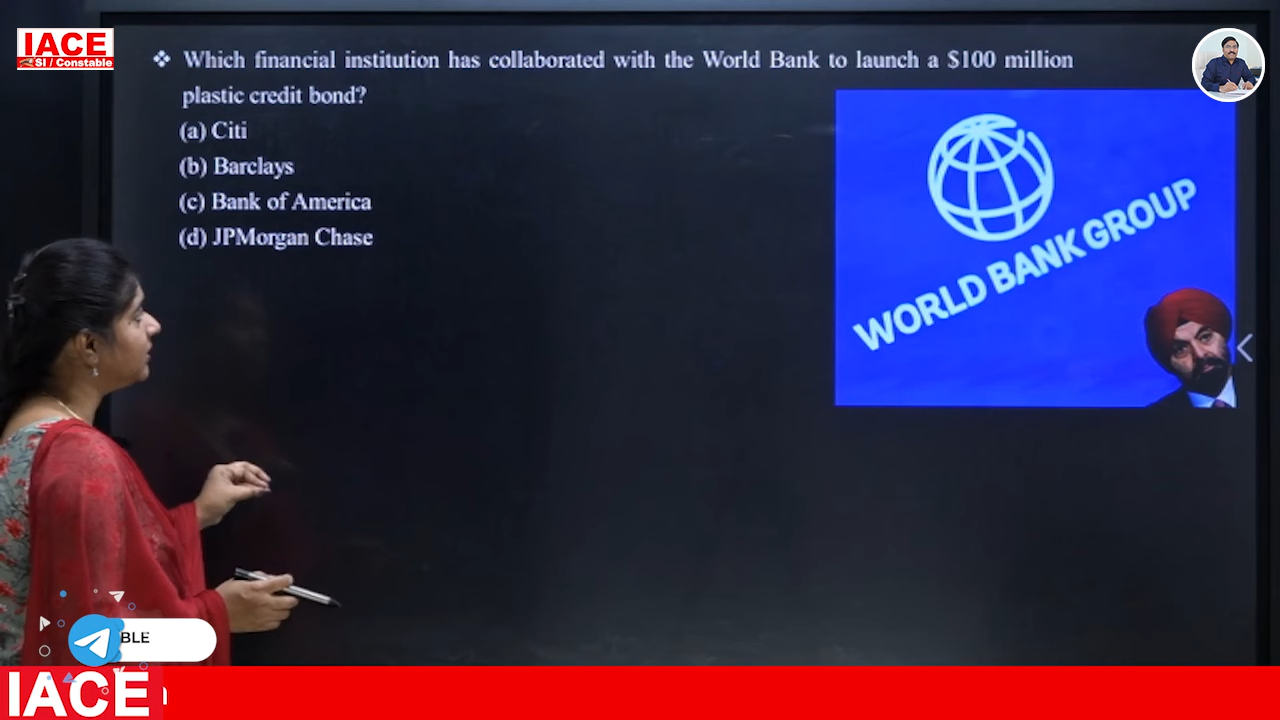 IACE
SI / Constable
❖ Which financial institution has collaborated with the World Bank to launch a $100 million
plastic credit bond?
(a) Citi
(b) Barclays
(c) Bank of America
(d) JPMorgan Chase
WORLD BANK GROUP
BLE
IACE